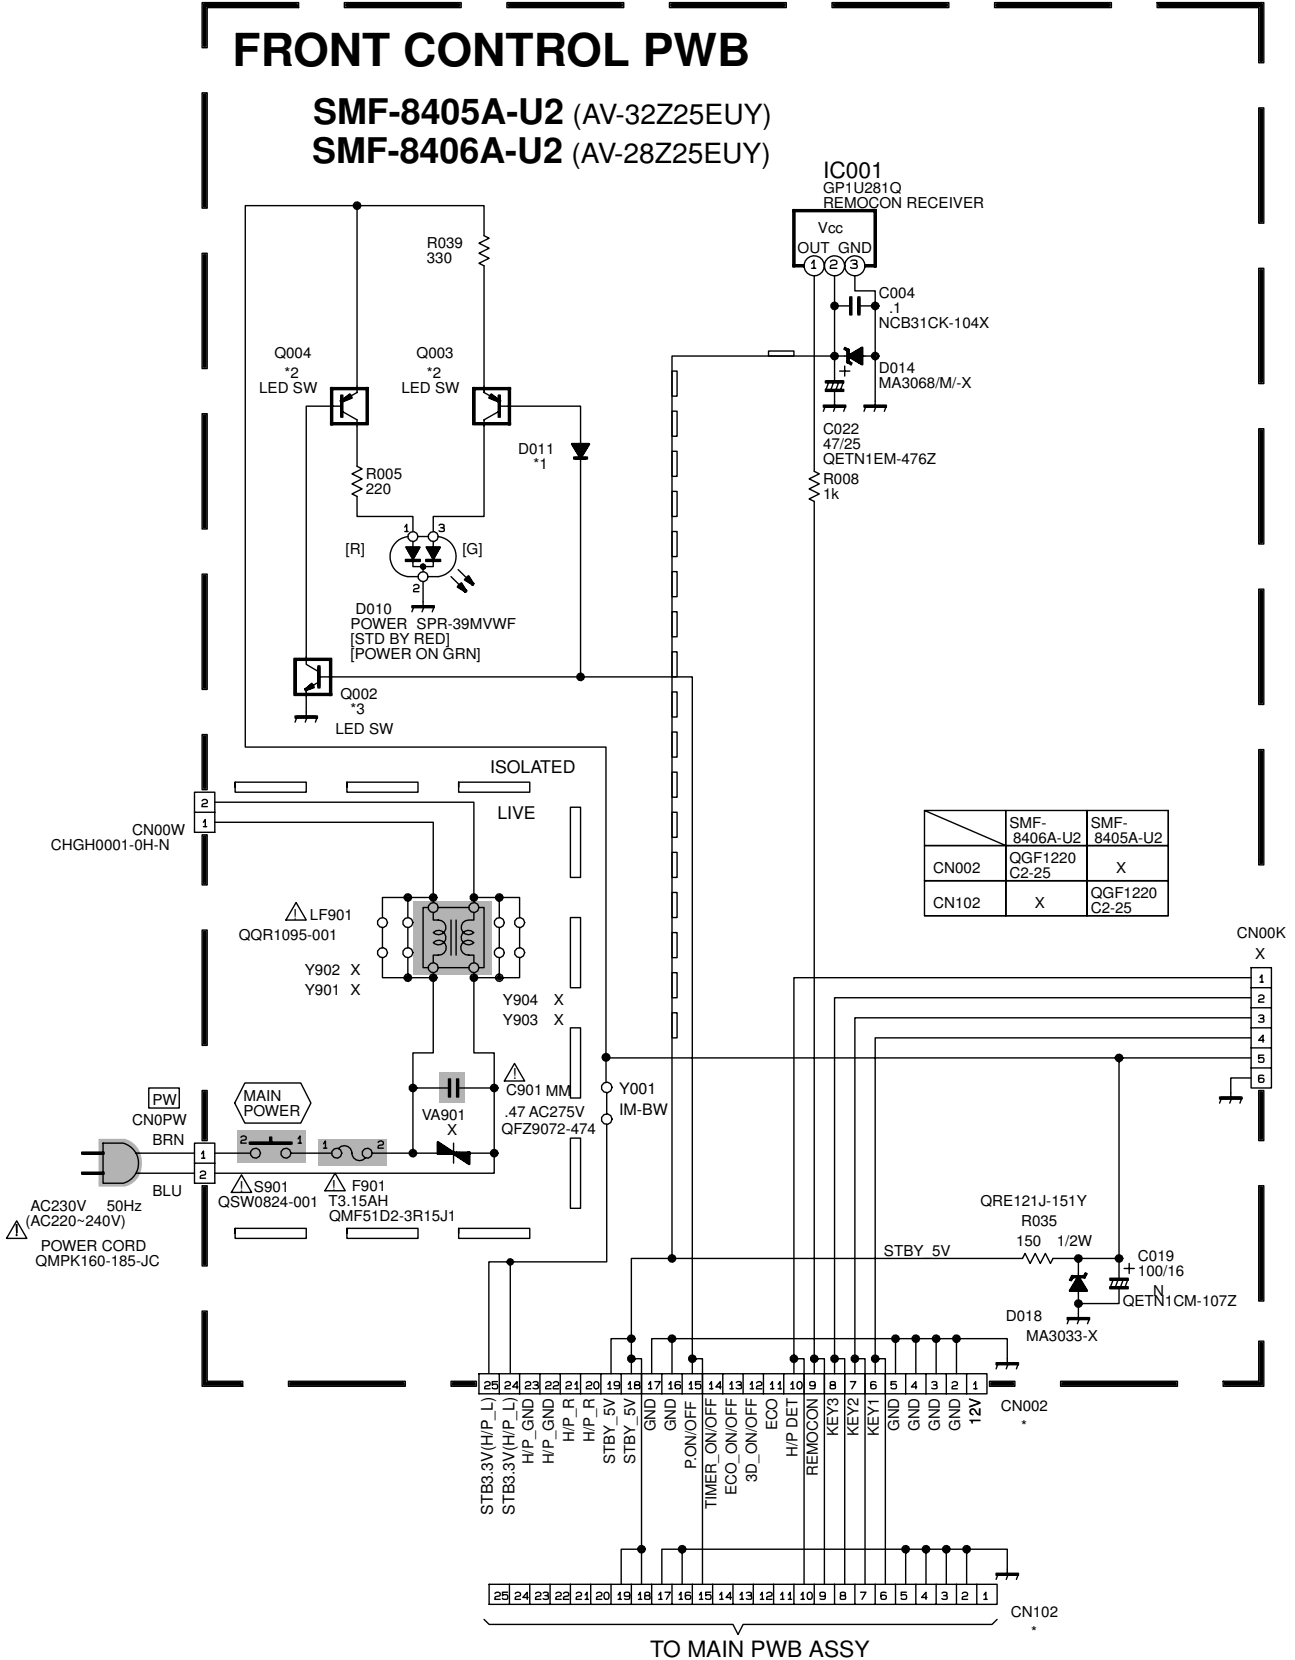 FRONT CONTROL PWB
SMF-8405A-U2 (AV-32Z25EUY)
SMF-8406A-U2 (AV-28Z25EUY)
IC001
GP1U281Q
REMOCON RECEIVER
Vcc
OUT GND
1 2 3
R039
330
C004
.1
NCB31CK-104X
Q004
*2
LED SW
Q003
*2
LED SW
D014
MA3068/M/-X
+
C022
47/25
QETN1EM-476Z
D011
*1
R005
220
R008
1k
1 3
[R] [G]
2
D010
POWER SPR-39MVWF
[STD BY RED]
[POWER ON GRN]
Q002
*3
LED SW
ISOLATED
LIVE
2
1
CN00W
CHGH0001-0H-N
SMF-8406A-U2 SMF-8405A-U2
CN002 QGF1220C2-25 X
CN102 X QGF1220C2-25
LF901
QQR1095-001
Y902 X
Y901 X
Y904 X
Y903 X
CN00K
X
1
2
3
4
5
6
C901 MM
.47 AC275V
QFZ9072-474
Y001
IM-BW
VA901
X
PW
CN0PW
BRN
BLU
1
2
MAIN
POWER
2 1
1 2
S901
QSW0824-001
F901
T3.15AH
QMF51D2-3R15J1
AC230V 50Hz
(AC220~240V)
POWER CORD
QMPK160-185-JC
QRE121J-151Y
R035
150 1/2W
STBY 5V
C019
+ 100/16
N
QETN1CM-107Z
D018
MA3033-X
25 24 23 22 21 20 19 18 17 16 15 14 13 12 11 10 9 8 7 6 5 4 3 2 1
CN002
*
STB3.3V(H/P_L)
STB3.3V(H/P_L)
H/P_GND
H/P_GND
H/P_R
H/P_R
STBY_5V
STBY_5V
GND
GND
P.ON/OFF
TIMER_ON/OFF
ECO_ON/OFF
3D_ON/OFF
ECO
H/P DET
REMOCON
KEY3
KEY2
KEY1
GND
GND
GND
GND
12V
25 24 23 22 21 20 19 18 17 16 15 14 13 12 11 10 9 8 7 6 5 4 3 2 1
CN102
*
TO MAIN PWB ASSY